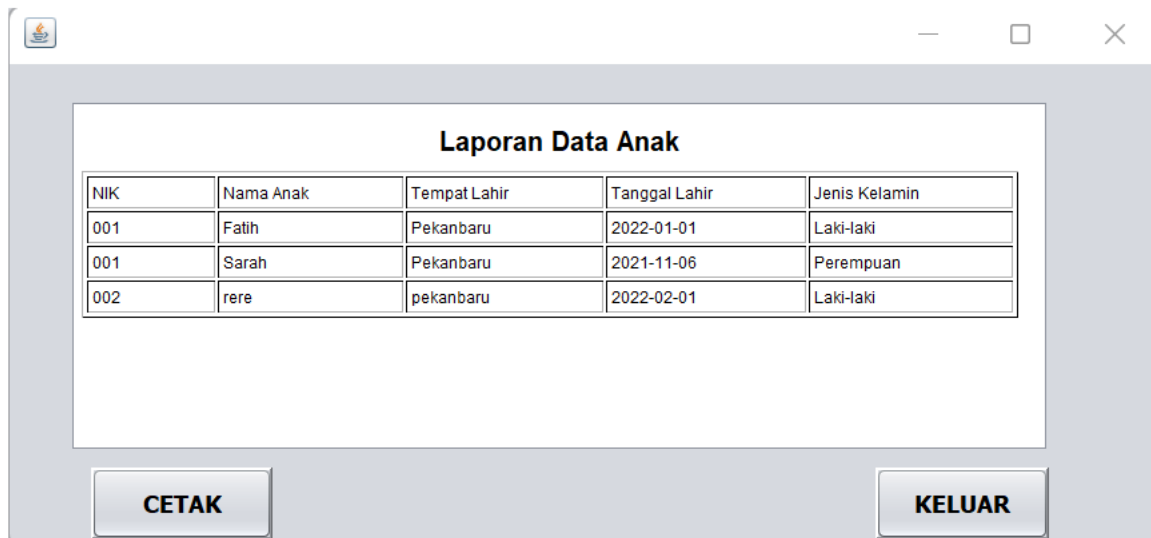 Laporan Data Anak
NIK Nama Anak Tempat Lahir Tanggal Lahir Jenis Kelamin
001 Fatih Pekanbaru 2022-01-01 Laki-laki
001 Sarah Pekanbaru 2021-11-06 Perempuan
002 rere pekanbaru 2022-02-01 Laki-laki
CETAK KELUAR